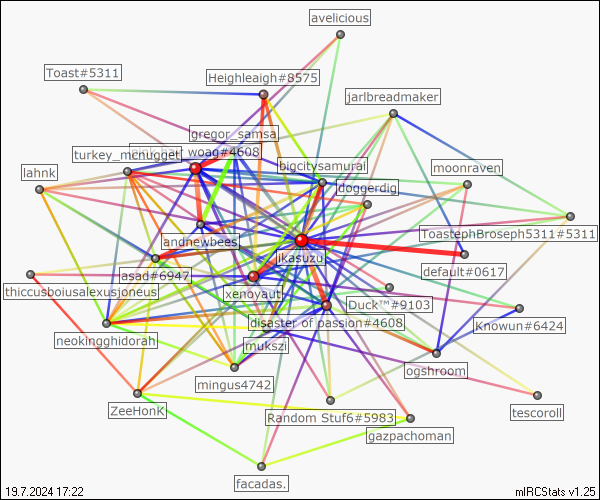 avelicious
Toast#5311
Heighleaigh#8575
jarlbreadmaker
gregor_samsa.
turkey_mcnugget
woag#4608
bigcitysamurai
moonraven
lahnk
doggerdig
ToastephBroseph5311#5311
andnewbees
jkasuzu
default#0617
asad#6947
thiccusboiusalexusjoneus
xenoyaut
Duck™#9103
disaster of passion#4608
Knowun#6424
neokingghidorah
mukszi
ogshroom
mingus4742
ZeeHonK
Random Stuf6#5983
tescoroll
gazpachoman
facadas.
19.7.2024 17:22
mIRCStats v1.25